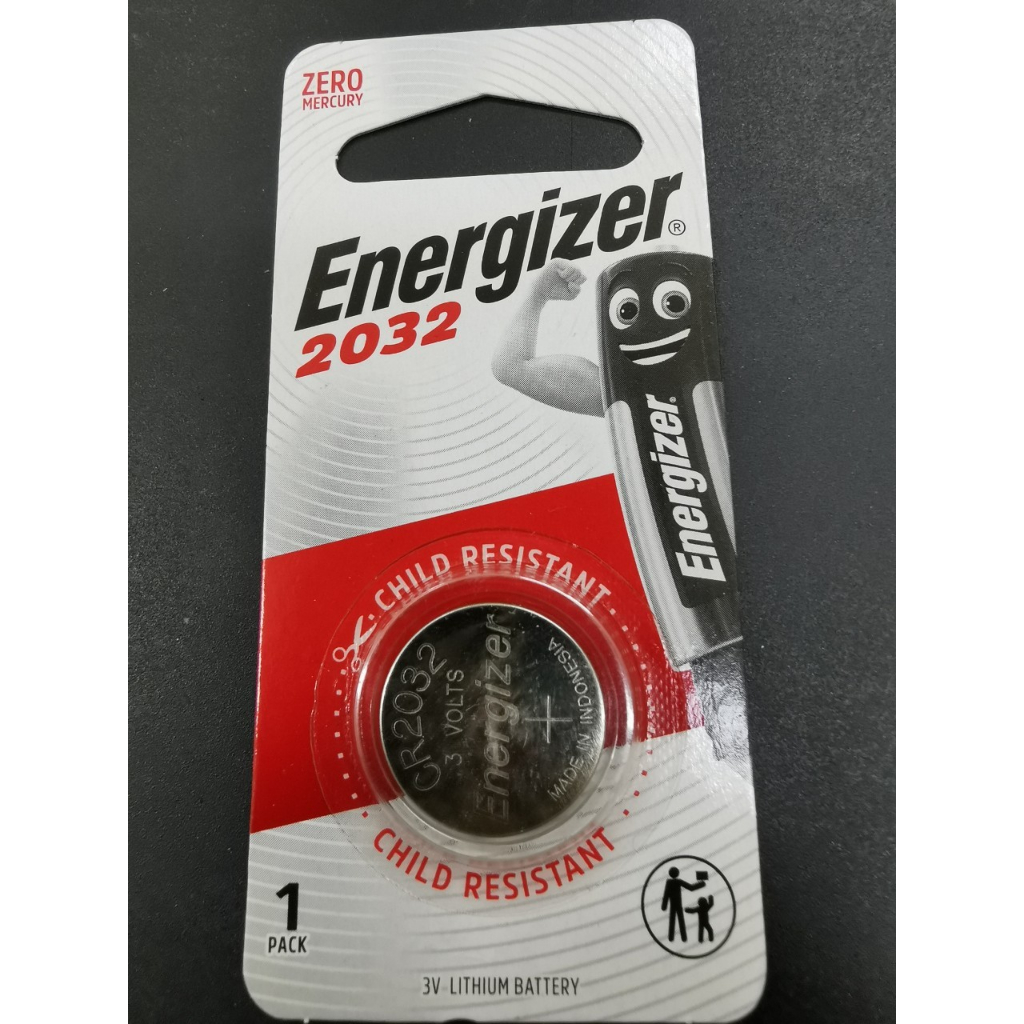 ZERO
MERCURY
Energizer®
2032
Energizer®
CHILD RESISTANT
CR2032
3 VOLTS
Energizer
+
MADE IN INDONESIA
CHILD RESISTANT
1
PACK
3V LITHIUM BATTERY